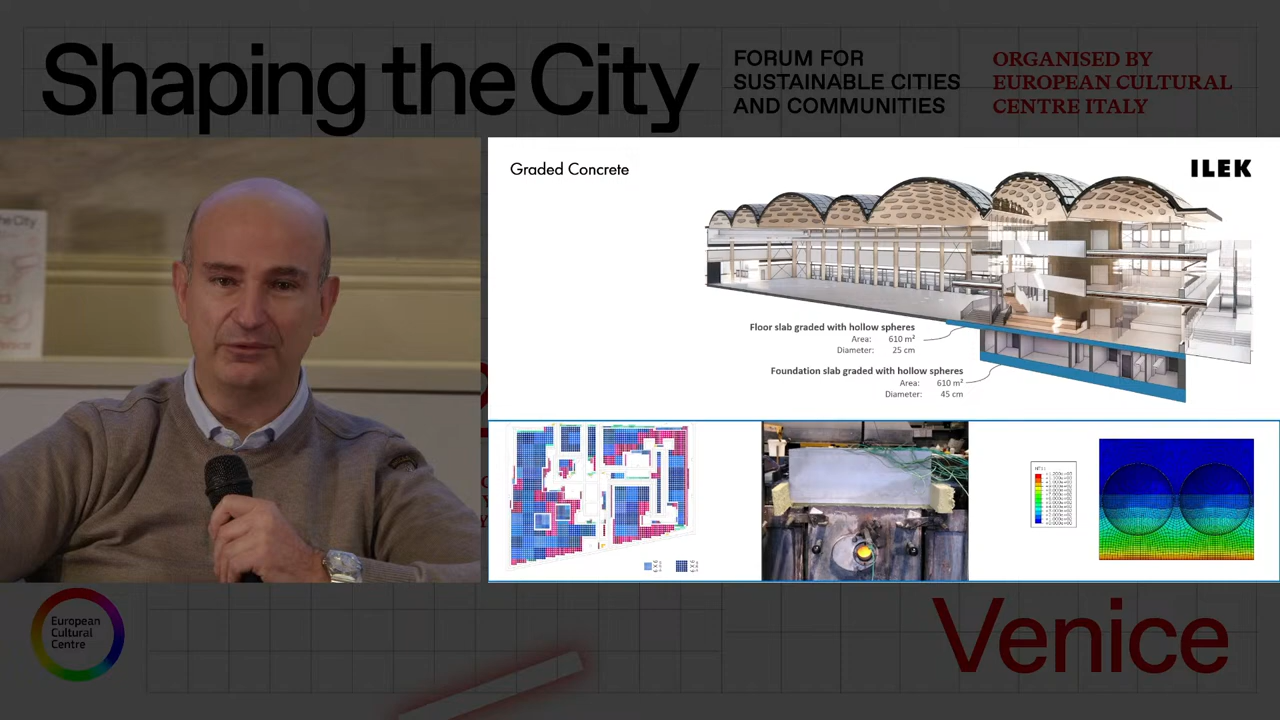 Shaping the City
FORUM FOR
SUSTAINABLE CITIES
AND COMMUNITIES
ORGANISED BY
EUROPEAN CULTURAL
CENTRE ITALY
Graded Concrete
ILEK
Floor slab graded with hollow spheres
Area: 610 m²
Diameter: 25 cm
Foundation slab graded with hollow spheres
Area: 610 m²
Diameter: 45 cm
European
Cultural
Centre
Venice